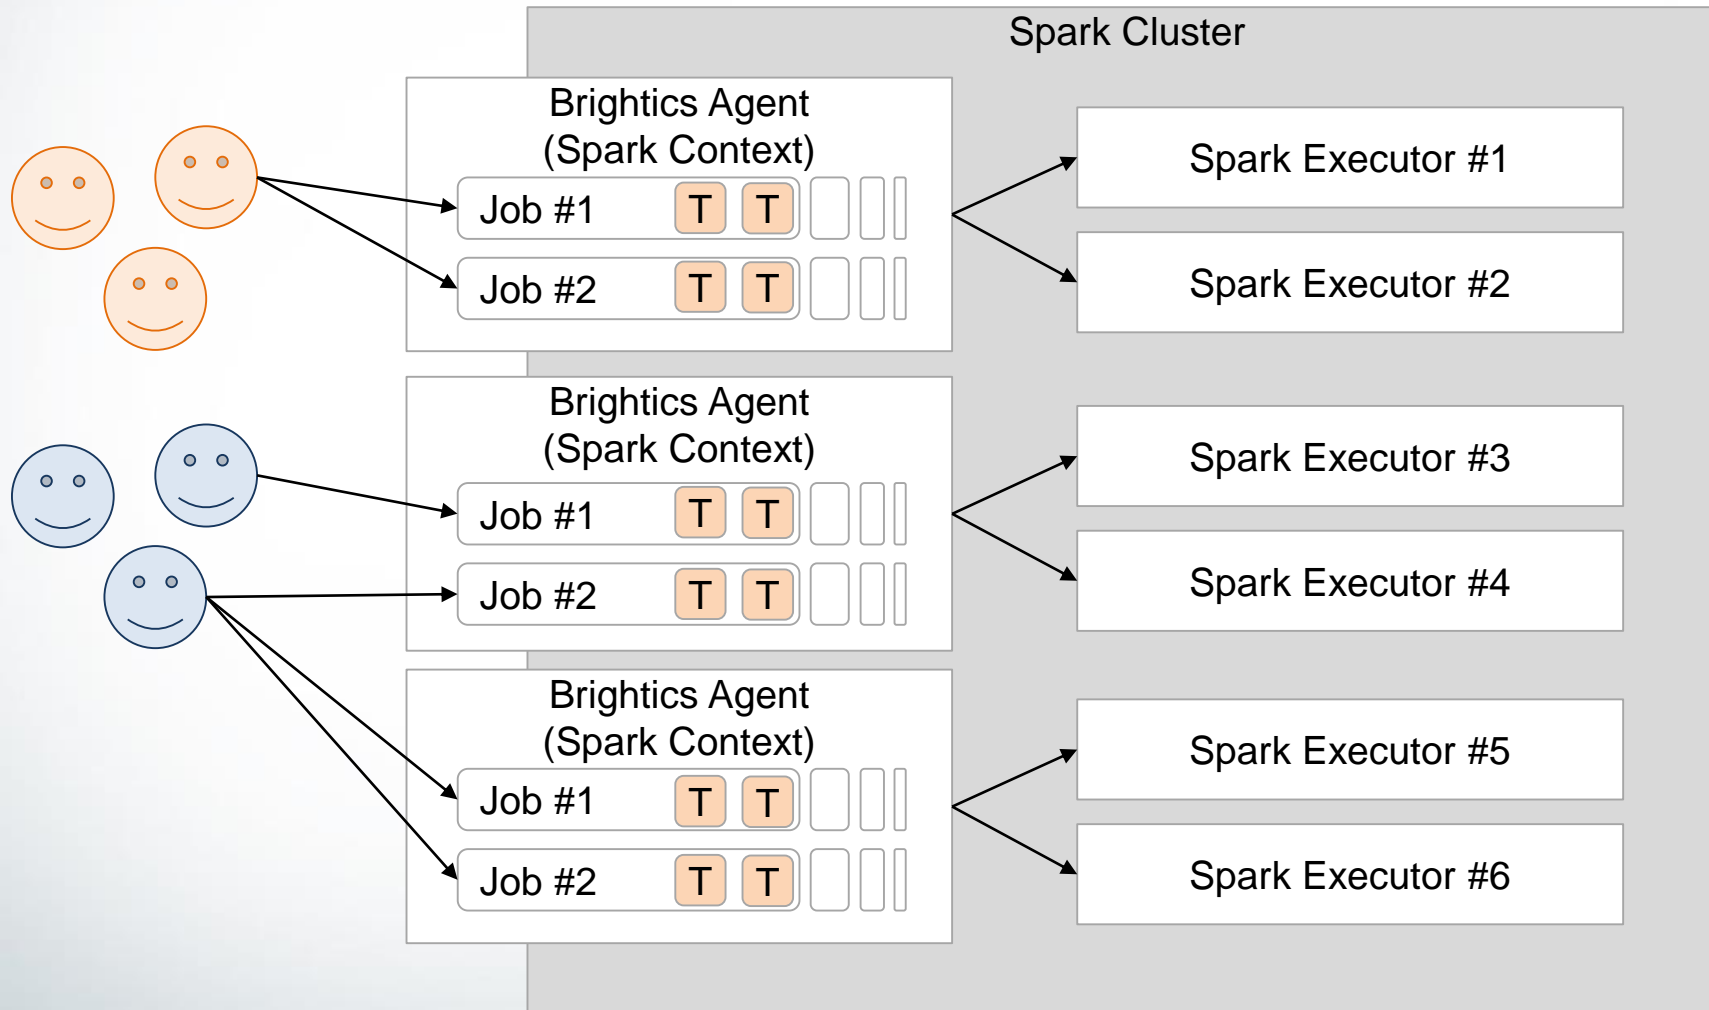 Spark Cluster
Brightics Agent
(Spark Context)
Job #1 T T
Job #2 T T
Spark Executor #1
Spark Executor #2
Brightics Agent
(Spark Context)
Job #1 T T
Job #2 T T
Spark Executor #3
Spark Executor #4
Brightics Agent
(Spark Context)
Job #1 T T
Job #2 T T
Spark Executor #5
Spark Executor #6